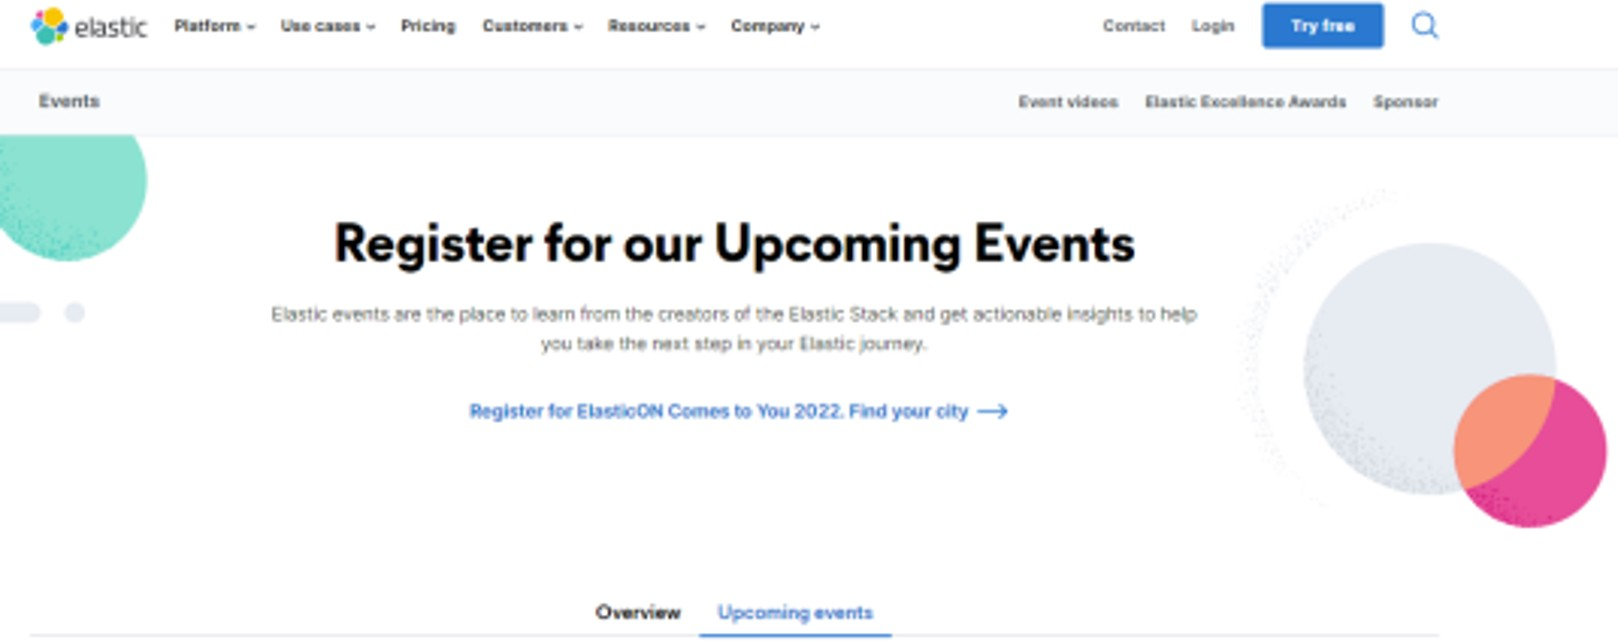 elastic Platform Use cases Pricing Customers Resources Company Contact Login Try free
Events Event videos Elastic Excellence Awards Sponsor
Register for our Upcoming Events
Elastic events are the place to learn from the creators of the Elastic Stack and get actionable insights to help
you take the next step in your Elastic journey.
Register for ElasticON Comes to You 2022. Find your city →
Overview Upcoming events